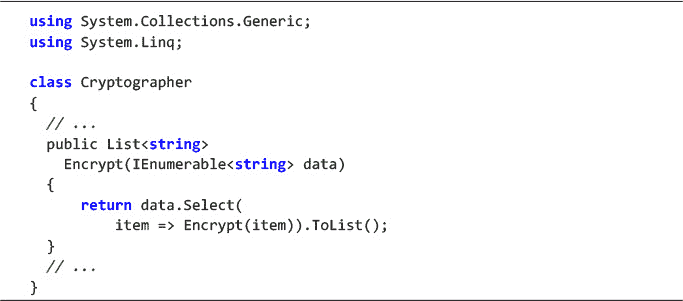 using System.Collections.Generic;
using System.Linq;

class Cryptographer
{
  // ...
  public List<string>
    Encrypt(IEnumerable<string> data)
  {
      return data.Select(
          item => Encrypt(item)).ToList();
  }
  // ...
}